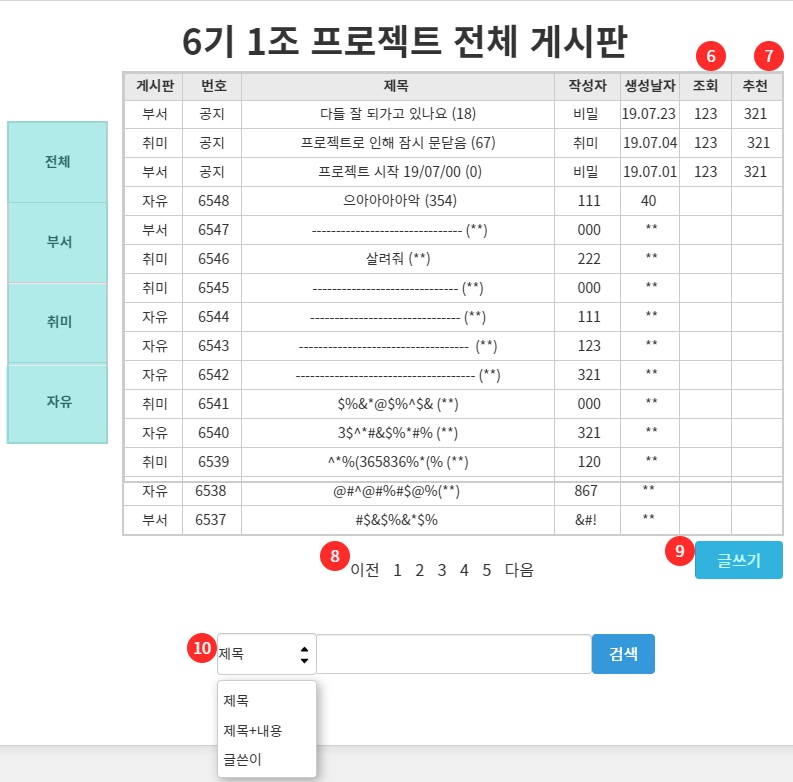 6기 1조 프로젝트 전체 게시판
6 7
게시판 번호 제목 작성자 생성날자 조회 추천
부서 공지 다들 잘 되가고 있나요 (18) 비밀 19.07.23 123 321
취미 공지 프로젝트로 인해 잠시 문닫음 (67) 취미 19.07.04 123 321
부서 공지 프로젝트 시작 19/07/00 (0) 비밀 19.07.01 123 321
자유 6548 으아아아아악 (354) 111 40
부서 6547 ------------------------------- (**) 000 **
취미 6546 살려줘 (**) 222 **
취미 6545 ------------------------------ (**) 000 **
자유 6544 ------------------------------- (**) 111 **
자유 6543 ----------------------------------- (**) 123 **
자유 6542 ------------------------------------- (**) 321 **
취미 6541 $%&*@$%^$& (**) 000 **
자유 6540 3$^*#&$%*#% (**) 321 **
취미 6539 ^*%(365836%*(% (**) 120 **
자유 6538 @#^@#%#$@%(**) 867 **
부서 6537 #$&$%&*$% &#! **
전체
부서
취미
자유
8 이전 1 2 3 4 5 다음
9 글쓰기
10 제목 검색
제목
제목+내용
글쓴이